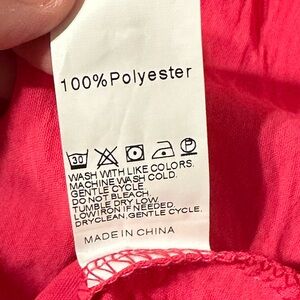 100%Polyester
30 P
WASH WITH LIKE COLORS.
MACHINE WASH COLD.
GENTLE CYCLE
DO NOT BLEACH.
TUMBLE DRY LOW.
LOW IRON IF NEEDED.
DRYCLEAN,GENTLE CYCLE.
MADE IN CHINA